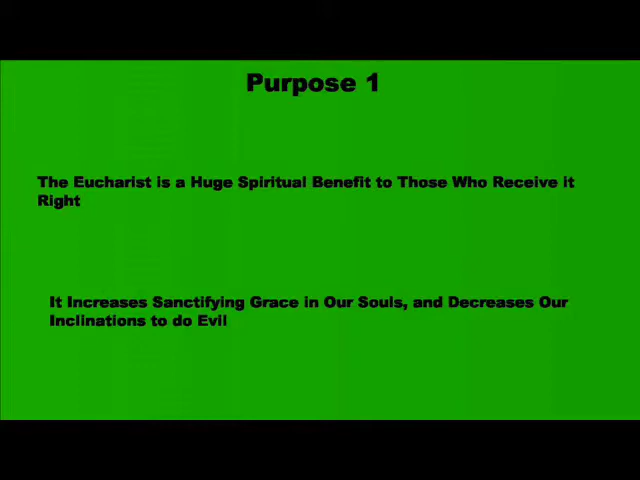 Purpose 1
The Eucharist is a Huge Spiritual Benefit to Those Who Receive it
Right
It Increases Sanctifying Grace in Our Souls, and Decreases Our
Inclinations to do Evil